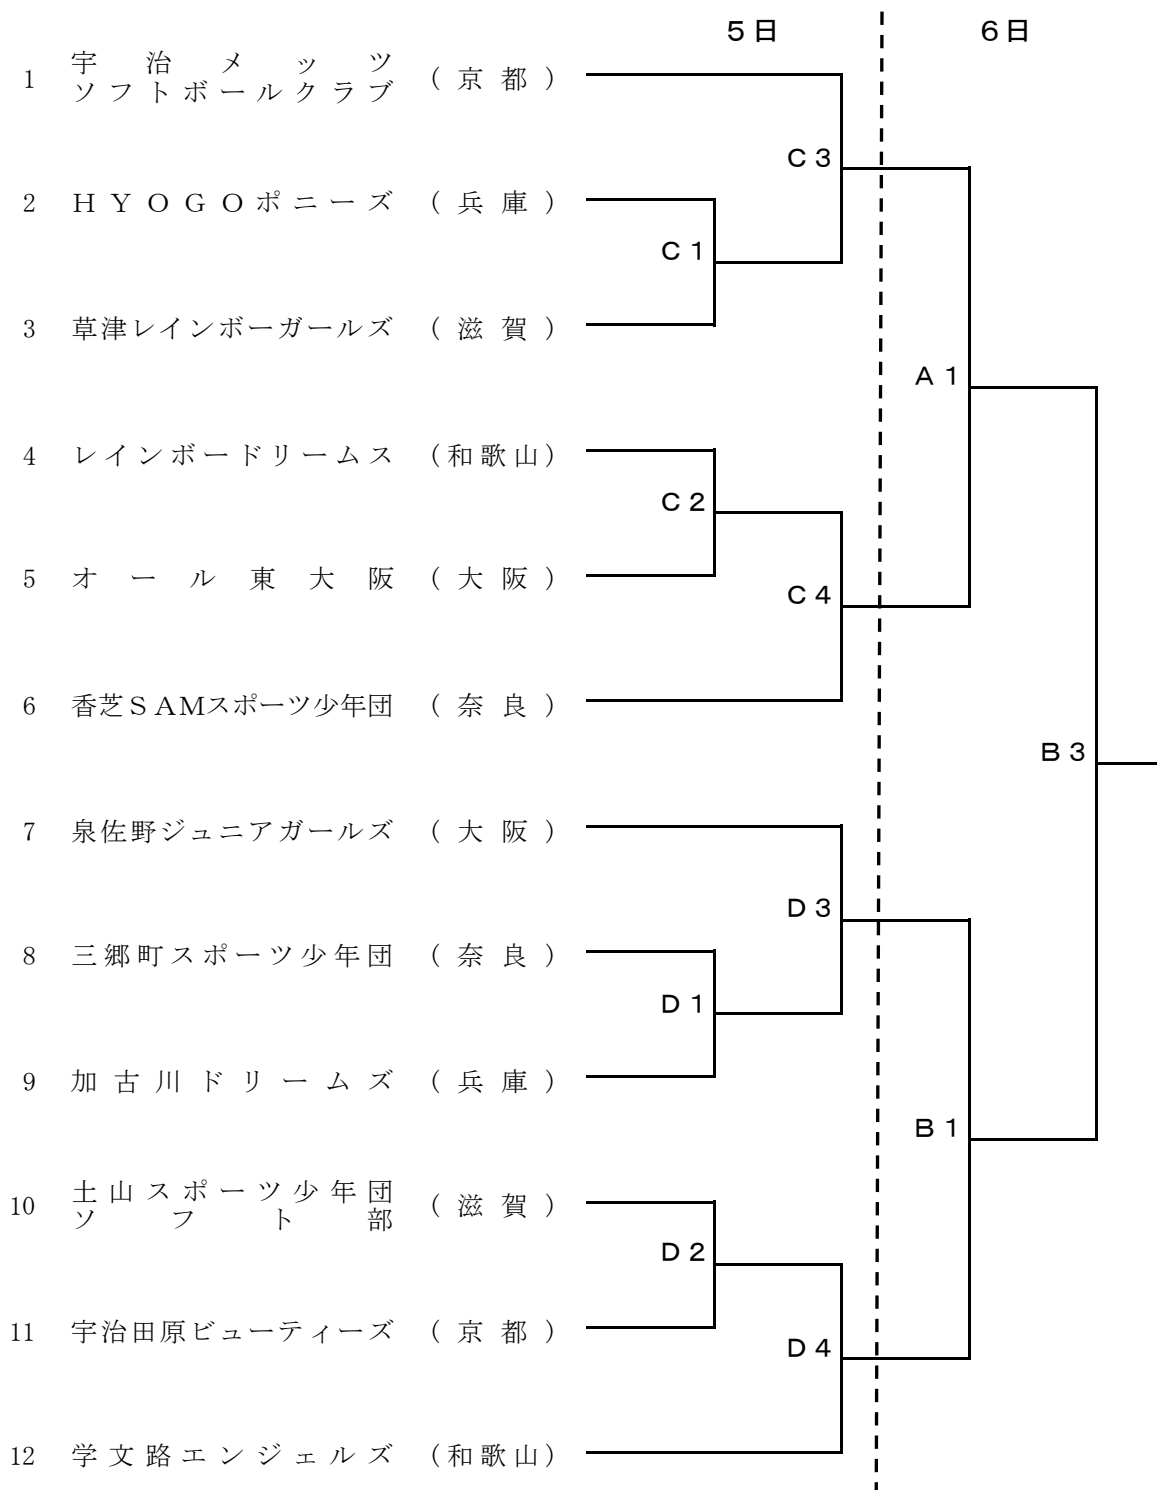 5日 6日
1 宇治メッツ
ソフトボールクラブ (京都)
C3
2 HYOGOポニーズ (兵庫)
C1
3 草津レインボーガールズ (滋賀)
A1
4 レインボードリームス (和歌山)
C2
5 オール東大阪 (大阪)
C4
6 香芝SAMスポーツ少年団 (奈良)
B3
7 泉佐野ジュニアガールズ (大阪)
D3
8 三郷町スポーツ少年団 (奈良)
D1
9 加古川ドリームズ (兵庫)
B1
10 土山スポーツ少年団
ソフト部 (滋賀)
D2
11 宇治田原ビューティーズ (京都)
D4
12 学文路エンジェルズ (和歌山)